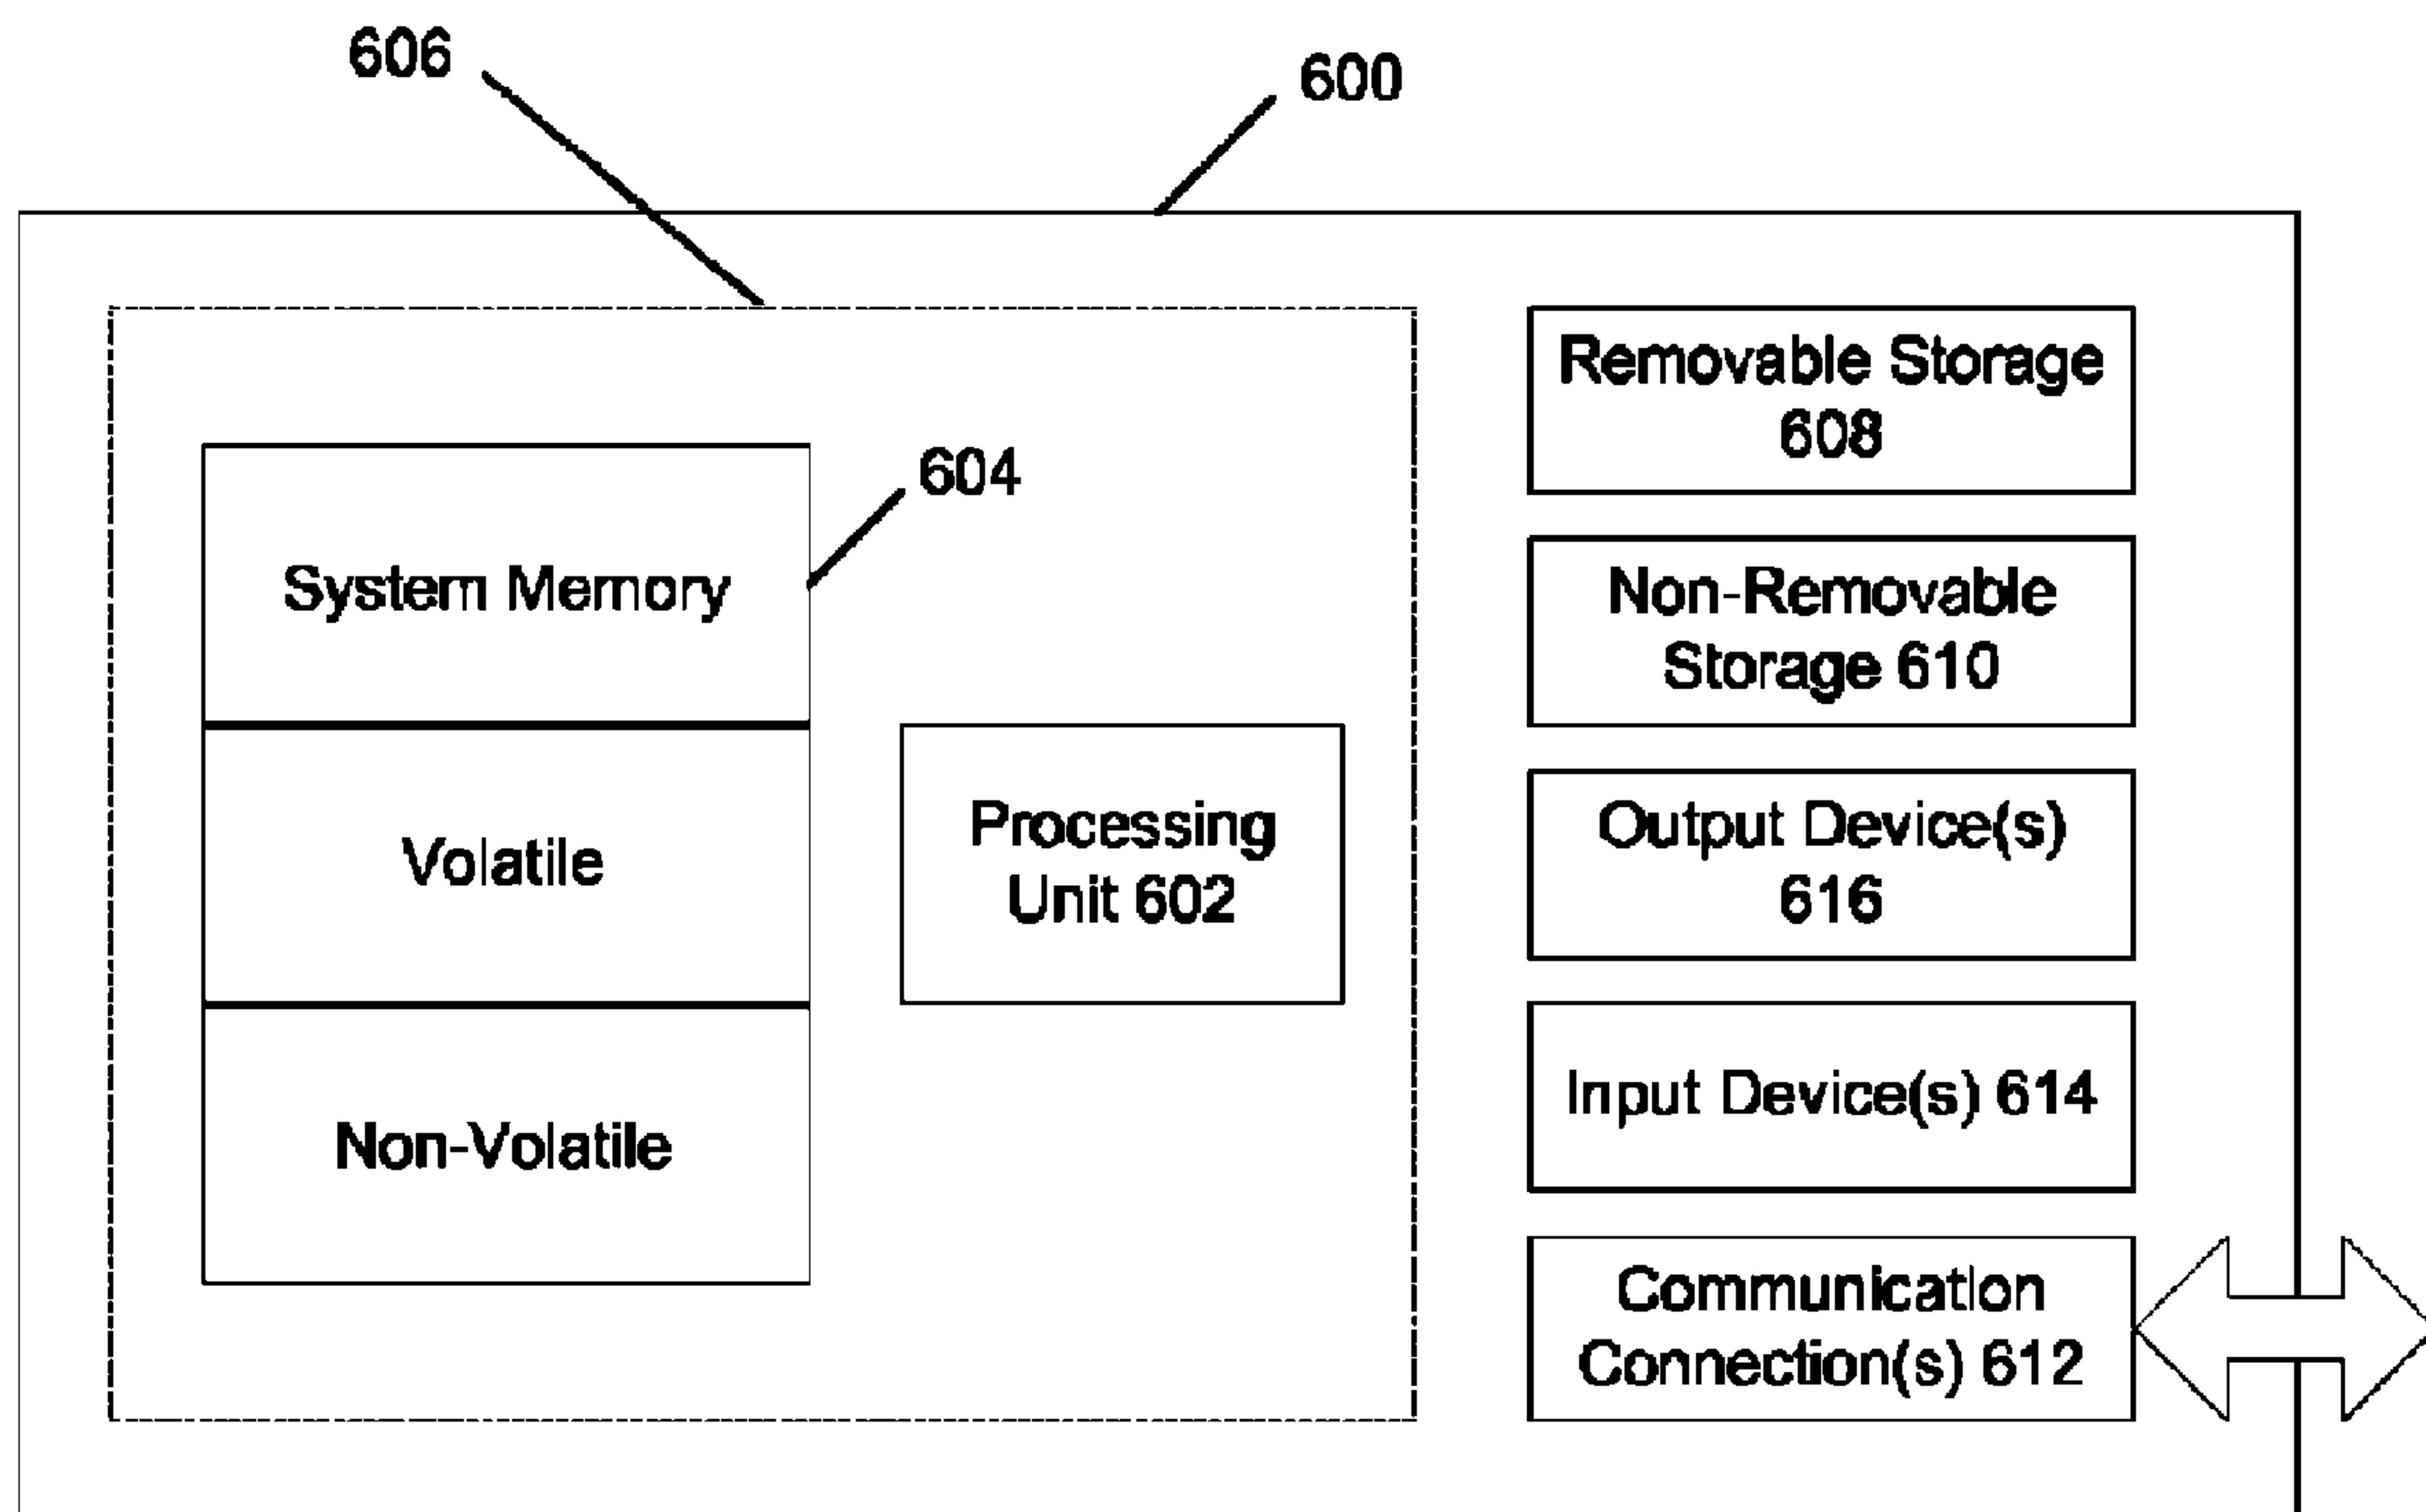 606
600
604
System Memory
Volatile
Non-Volatile
Processing
Unit 602
Removable Storage
608
Non-Removable
Storage 610
Output Device(s)
616
Input Device(s) 614
Communication
Connection(s) 612